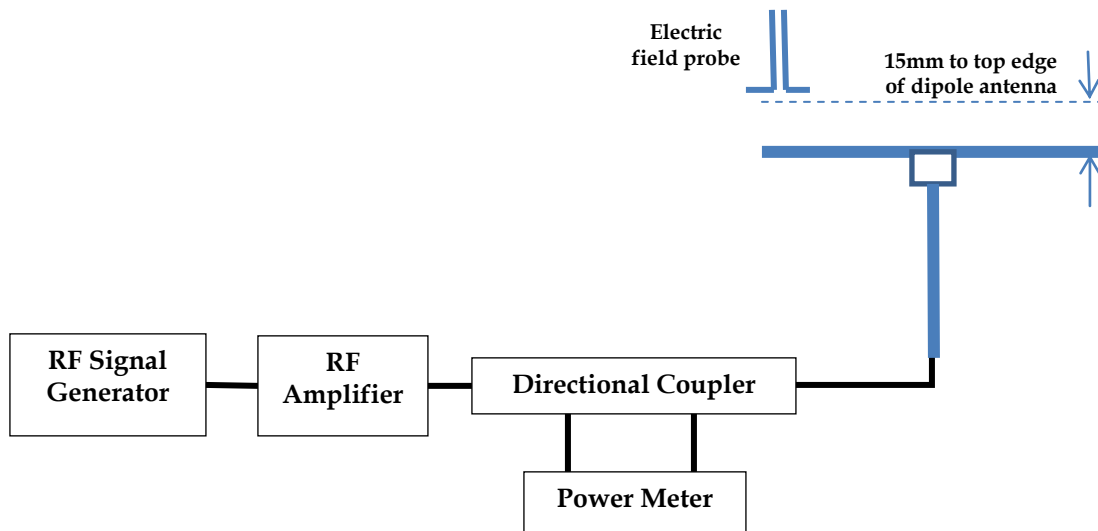 Electric
field probe
15mm to top edge
of dipole antenna
RF Signal
Generator
RF
Amplifier
Directional Coupler
Power Meter